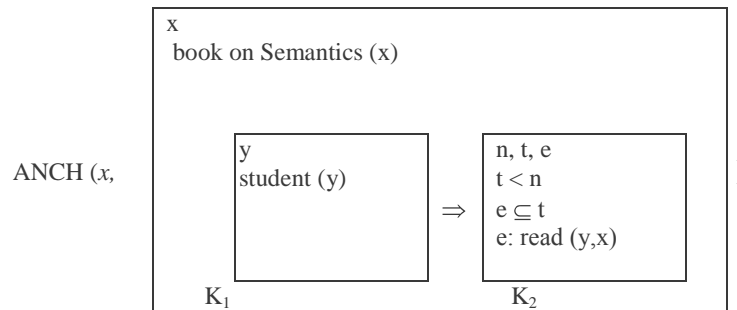 x
book on Semantics (x)
ANCH (x,
y
student (y)
⇒
n, t, e
t < n
e ⊆ t
e: read (y,x)
K₁
K₂